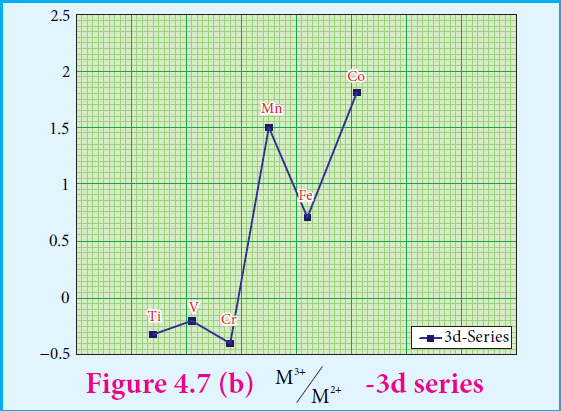 2.5
2
Co
Mn
1.5
1
Fe
0.5
0
Ti V Cr
3d-Series
−0.5
Figure 4.7 (b) M³⁺/M²⁺ -3d series